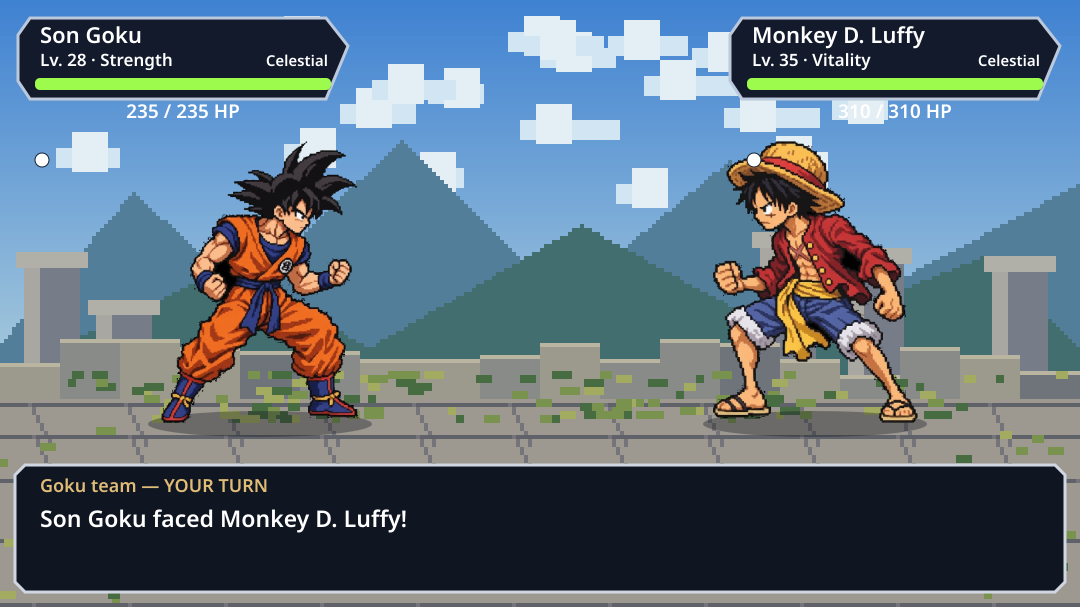 Son Goku
Lv. 28 · Strength
Celestial
235 / 235 HP
Monkey D. Luffy
Lv. 35 · Vitality
Celestial
310 / 310 HP
Goku team — YOUR TURN
Son Goku faced Monkey D. Luffy!